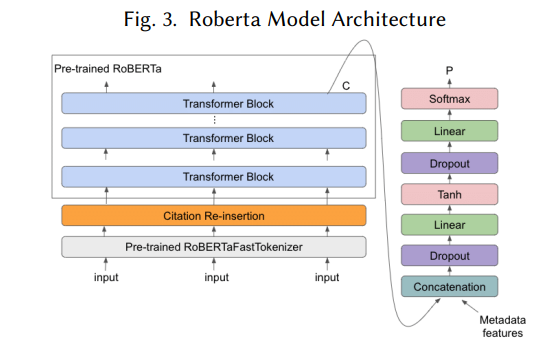 Fig. 3. Roberta Model Architecture
Pre-trained RoBERTa
C
Transformer Block
Transformer Block
Transformer Block
Citation Re-insertion
Pre-trained RoBERTaFastTokenizer
input input input
P
Softmax
Linear
Dropout
Tanh
Linear
Dropout
Concatenation
Metadata
features